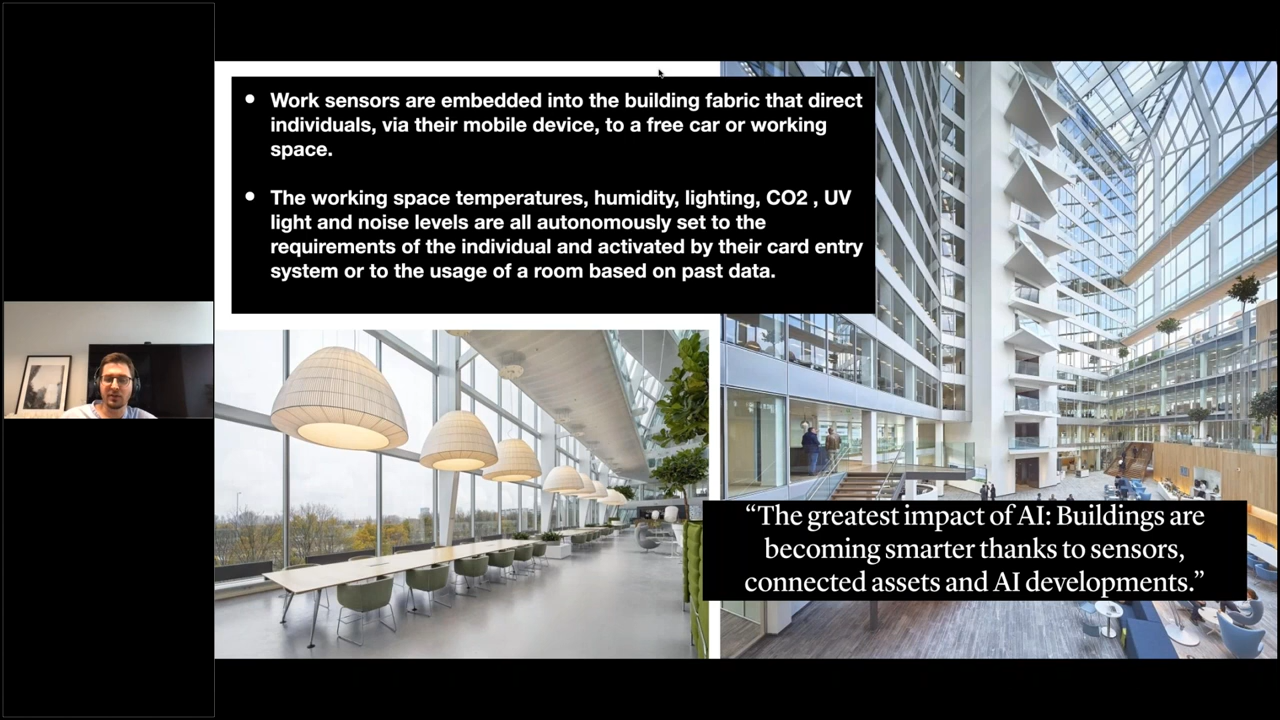 • Work sensors are embedded into the building fabric that direct
individuals, via their mobile device, to a free car or working
space.
• The working space temperatures, humidity, lighting, CO2 , UV
light and noise levels are all autonomously set to the
requirements of the individual and activated by their card entry
system or to the usage of a room based on past data.
“The greatest impact of AI: Buildings are
becoming smarter thanks to sensors,
connected assets and AI developments.”